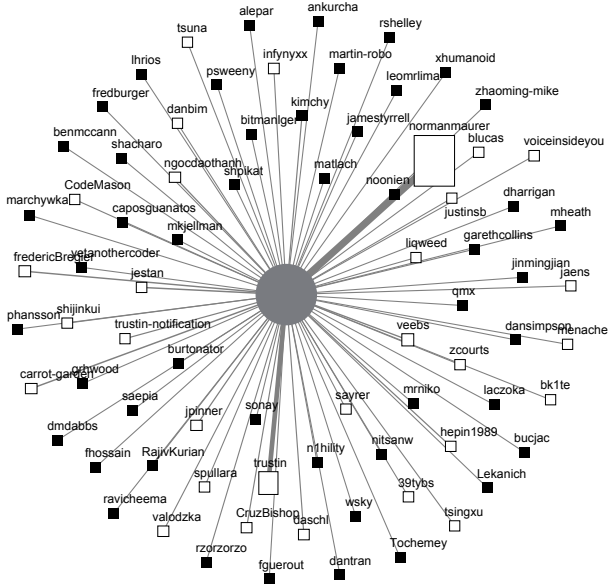 alepar
ankurcha
tsuna
rshelley
infynyxx
martin-robo
xhumanoid
lhrios
psweeny
leomrlima
fredburger
danbim
kimchy
zhaoming-mike
bitmanlger
jamestyrrell
normanmaurer
benmccann
blucas
voiceinsideyou
shacharo
ngocdaothanh
shpikat
matlach
noonien
CodeMason
dharrigan
marchywka
caposguanatos
justinsb
mheath
mkjellman
garethcollins
liqweed
fredericBregier
yetanothercoder
jestan
jinmingjian
jaens
qmx
phansson
shijinkui
trustin-notification
veebs
dansimpson
menache
burtonator
zcourts
carrot-garden
qrhwood
saepia
sayrer
mrniko
laczoka
bk1te
dmdabbs
jpinner
sonay
hepin1989
bucjac
fhossain
RajivKurian
trustin
n1hility
nitsanw
spullara
Lekanich
39tybs
ravicheema
valodzka
CruzBishop
daschl
wsky
tsingxu
rzorzorzo
fguerout
dantran
Tochemey